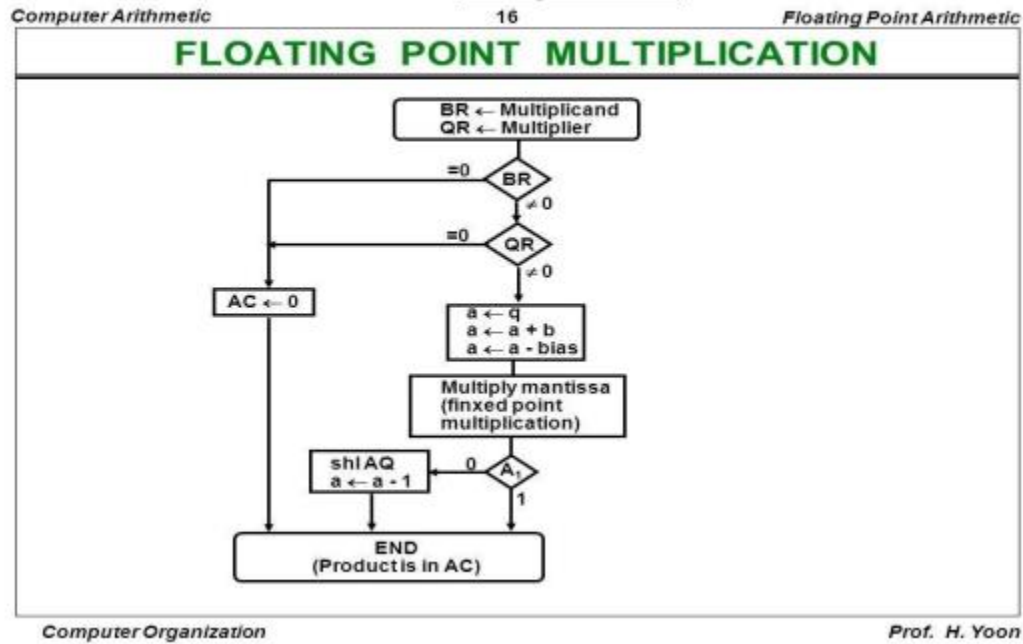 Computer Arithmetic 16 Floating Point Arithmetic
FLOATING POINT MULTIPLICATION
BR ← Multiplicand
QR ← Multiplier
=0
BR
≠ 0
=0
QR
≠ 0
AC ← 0
a ← q
a ← a + b
a ← a - bias
Multiply mantissa
(finxed point
multiplication)
shl AQ
a ← a - 1
0
A₁
1
END
(Product is in AC)
Computer Organization Prof. H. Yoon